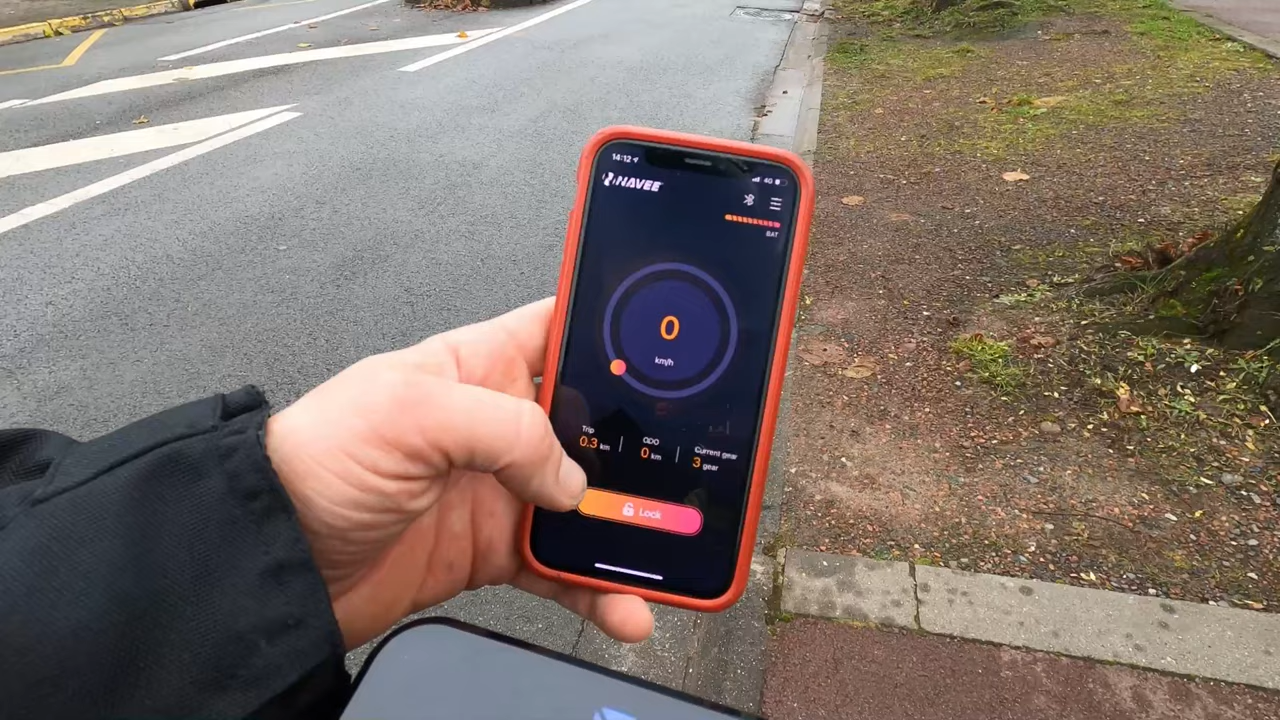 14:12
4G
NAVEE
BAT
0
km/h
Trip
0.3 km
ODO
0 km
Current gear
3 gear
Lock